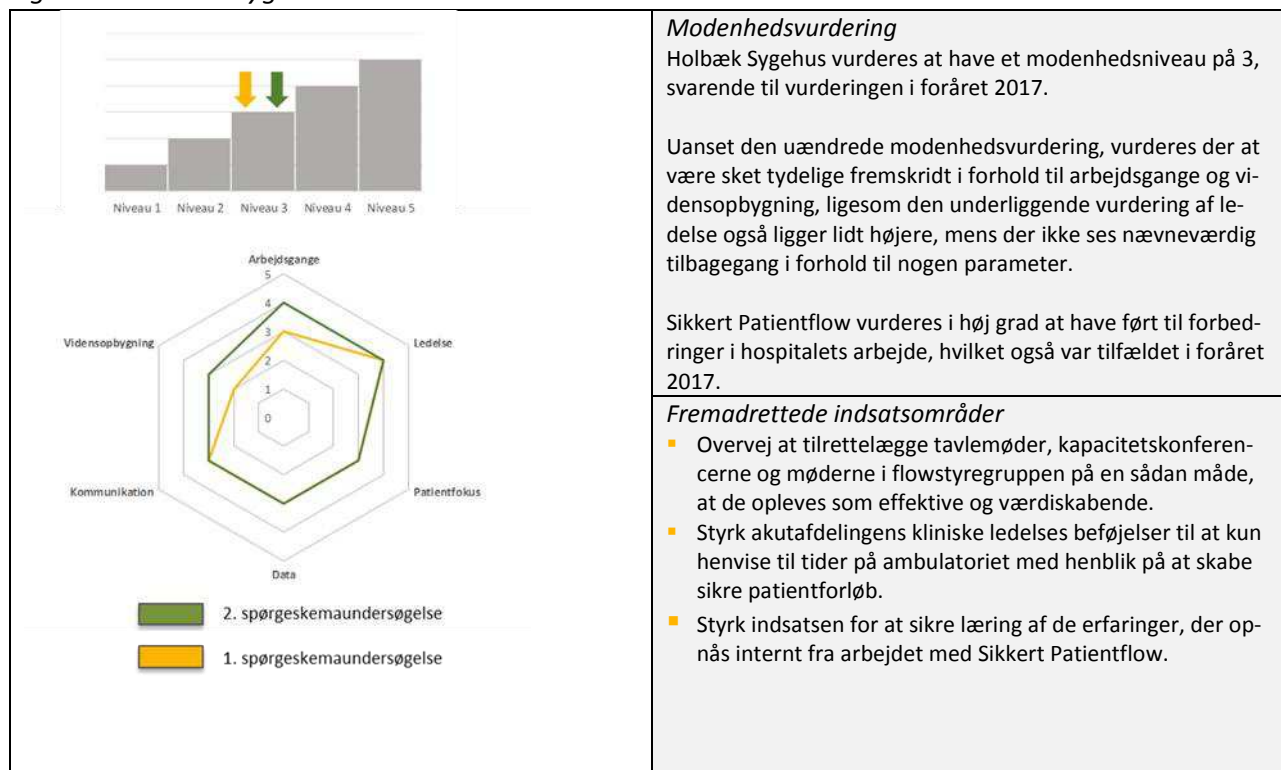 Niveau 1 Niveau 2 Niveau 3 Niveau 4 Niveau 5
Arbejdsgange
5
4
3
2
1
0
Vidensopbygning
Ledelse
Kommunikation
Patientfokus
Data
2. spørgeskemaundersøgelse
1. spørgeskemaundersøgelse
Modenhedsvurdering
Holbæk Sygehus vurderes at have et modenhedsniveau på 3,
svarende til vurderingen i foråret 2017.
Uanset den uændrede modenhedsvurdering, vurderes der at
være sket tydelige fremskridt i forhold til arbejdsgange og vi-
densopbygning, ligesom den underliggende vurdering af le-
delse også ligger lidt højere, mens der ikke ses nævneværdig
tilbagegang i forhold til nogen parameter.
Sikkert Patientflow vurderes i høj grad at have ført til forbed-
ringer i hospitalets arbejde, hvilket også var tilfældet i foråret
2017.
Fremadrettede indsatsområder
▪ Overvej at tilrettelægge tavlemøder, kapacitetskonferen-
cerne og møderne i flowstyregruppen på en sådan måde,
at de opleves som effektive og værdiskabende.
▪ Styrk akutafdelingens kliniske ledelses beføjelser til at kun
henvise til tider på ambulatoriet med henblik på at skabe
sikre patientforløb.
▪ Styrk indsatsen for at sikre læring af de erfaringer, der op-
nås internt fra arbejdet med Sikkert Patientflow.